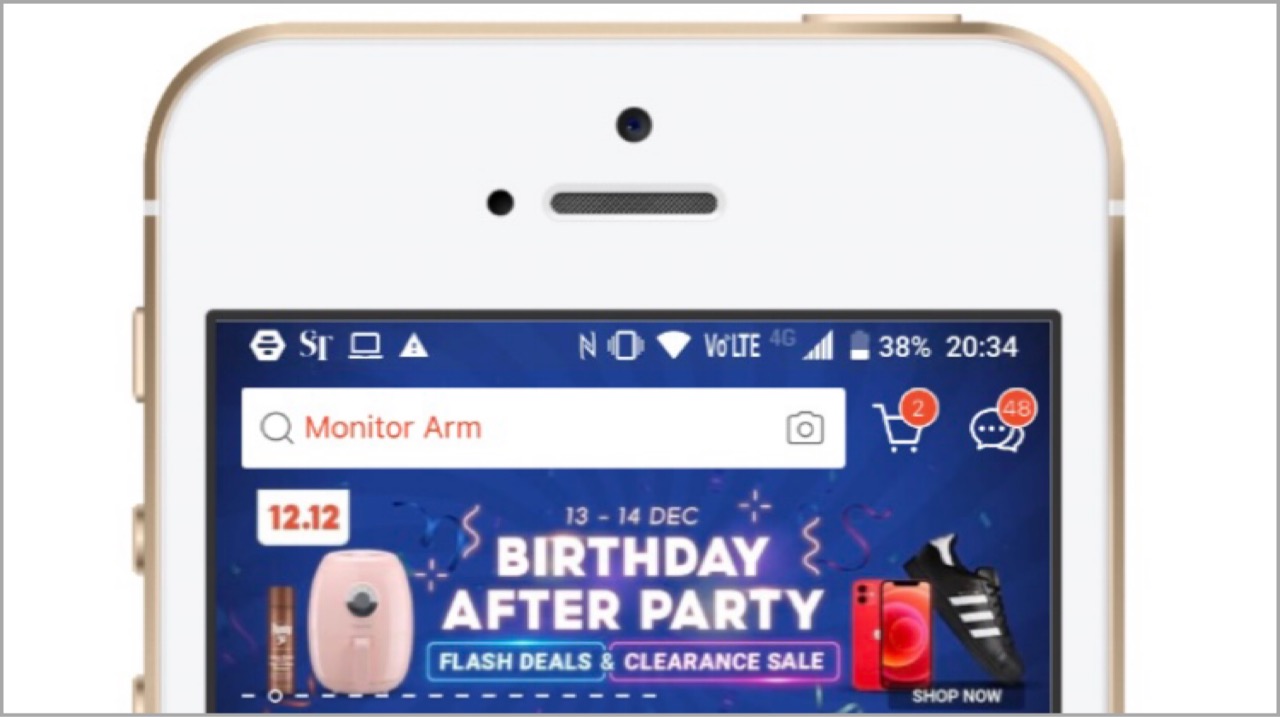 ST VoLTE 4G 38% 20:34
Monitor Arm
2
48
12.12
13 - 14 DEC
BIRTHDAY
AFTER PARTY
FLASH DEALS & CLEARANCE SALE
SHOP NOW